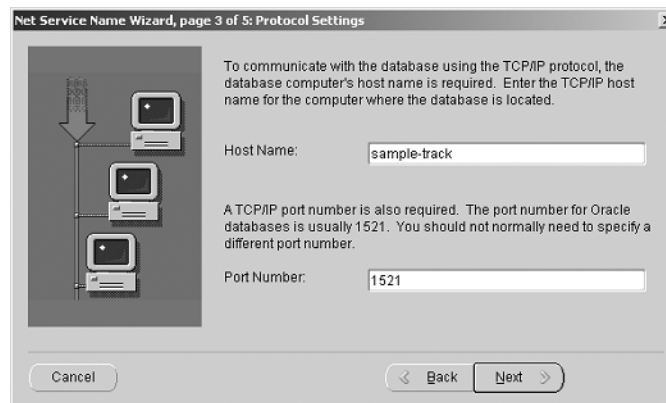 Net Service Name Wizard, page 3 of 5: Protocol Settings
To communicate with the database using the TCP/IP protocol, the
database computer's host name is required. Enter the TCP/IP host
name for the computer where the database is located.
Host Name:
sample-track
A TCP/IP port number is also required. The port number for Oracle
databases is usually 1521. You should not normally need to specify a
different port number.
Port Number:
1521
Cancel
Back
Next